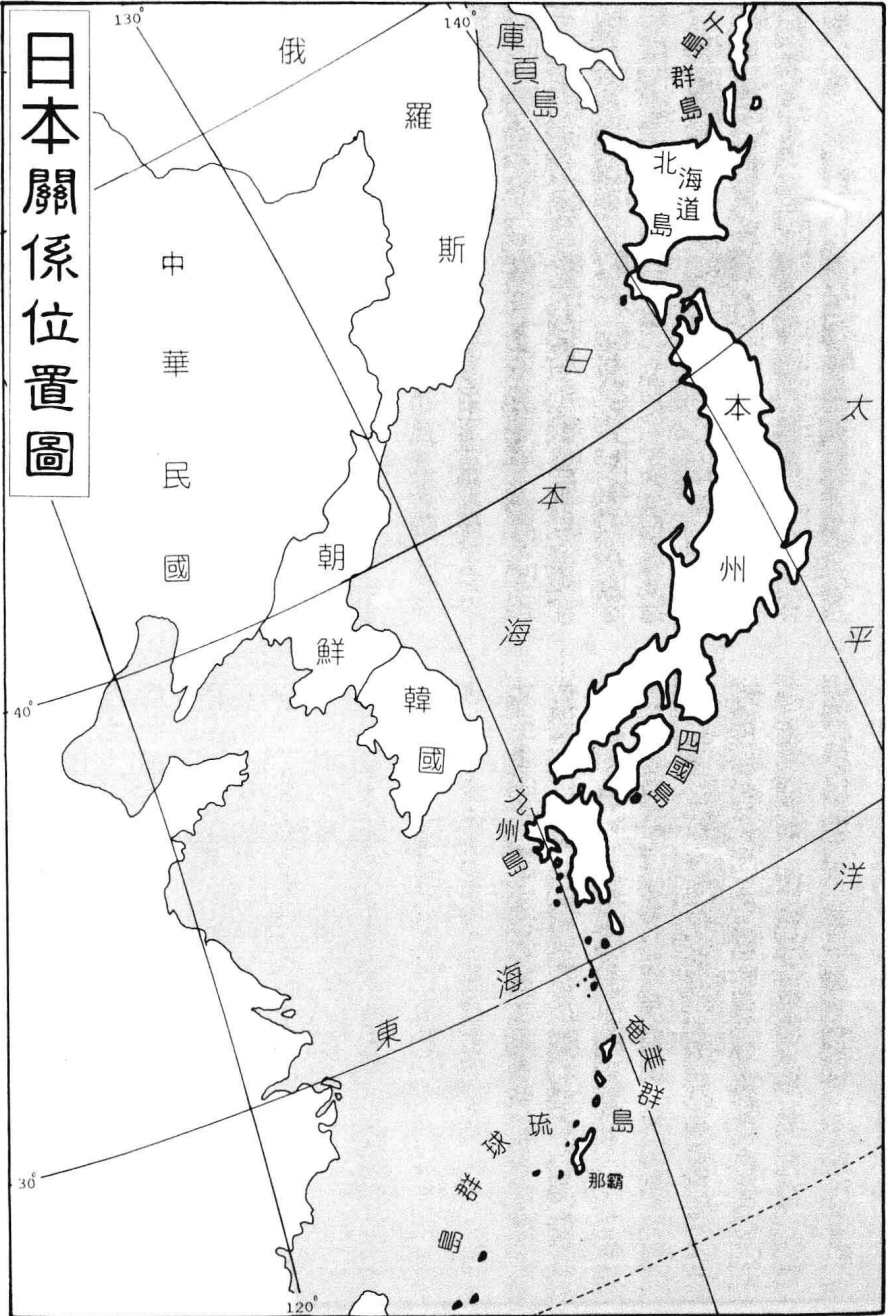 日本關係位置圖
130°
140°
俄羅斯
庫頁島
千島群島
北海道島
中華民國
日本海
本州
太平洋
朝鮮
韓國
40°
四國島
九州島
東海
奄美群島
琉球群島
那霸
30°
120°